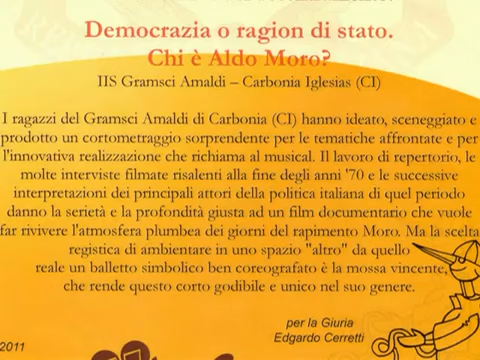 Democrazia o ragion di stato.
Chi è Aldo Moro?
IIS Gramsci Amaldi – Carbonia Iglesias (CI)
I ragazzi del Gramsci Amaldi di Carbonia (CI) hanno ideato, sceneggiato e
prodotto un cortometraggio sorprendente per le tematiche affrontate e per
l'innovativa realizzazione che richiama al musical. Il lavoro di repertorio, le
molte interviste filmate risalenti alla fine degli anni '70 e le successive
interpretazioni dei principali attori della politica italiana di quel periodo
danno la serietà e la profondità giusta ad un film documentario che vuole
far rivivere l'atmosfera plumbea dei giorni del rapimento Moro. Ma la scelta
registica di ambientare in uno spazio "altro" da quello
reale un balletto simbolico ben coreografato è la mossa vincente,
che rende questo corto godibile e unico nel suo genere.
per la Giuria
Edgardo Cerretti
2011